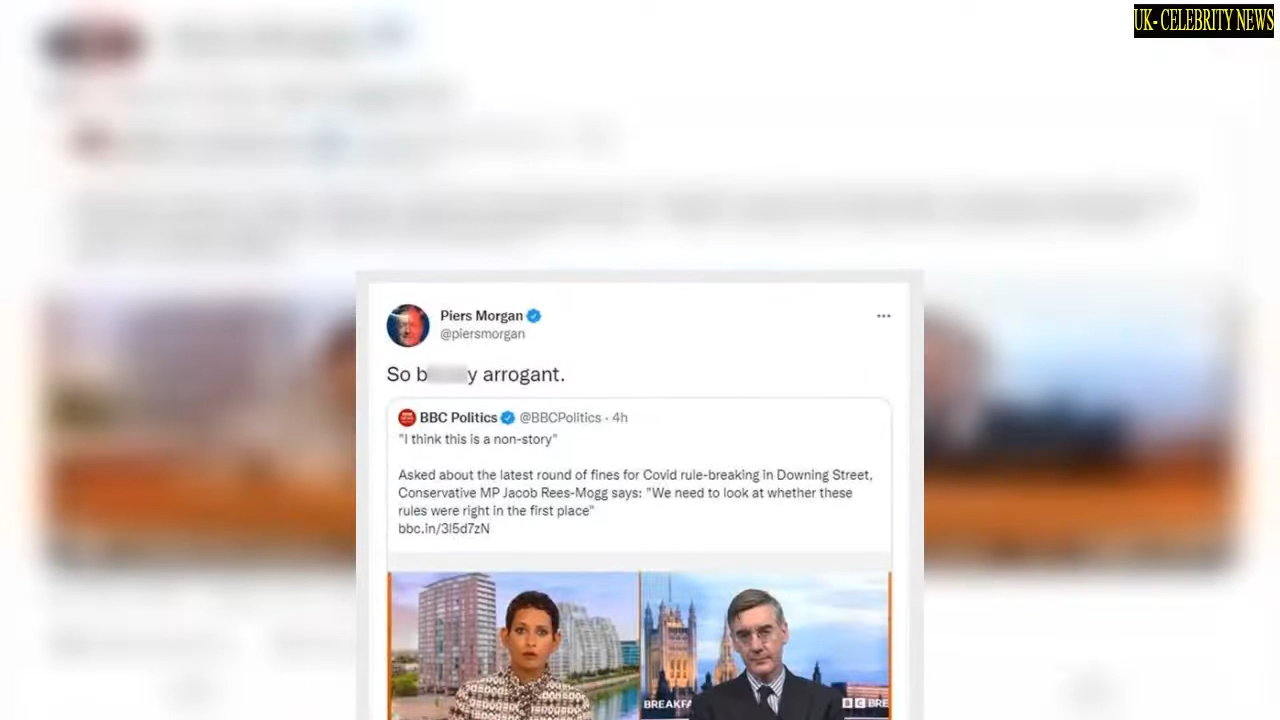 UK- CELEBRITY NEWS
Piers Morgan
@piersmorgan
So b y arrogant.
BBC Politics @BBCPolitics · 4h
"I think this is a non-story"
Asked about the latest round of fines for Covid rule-breaking in Downing Street,
Conservative MP Jacob Rees-Mogg says: "We need to look at whether these
rules were right in the first place"
bbc.in/3l5d7zN
BREAKFA
BBC BRE